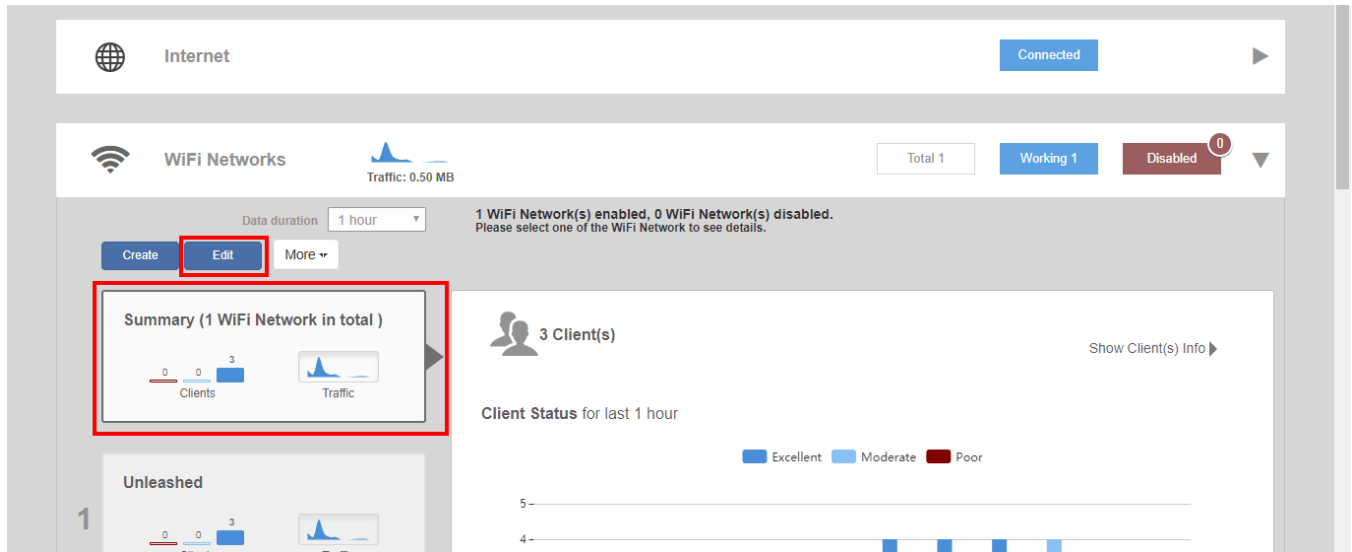 Internet
Connected
WiFi Networks
Traffic: 0.50 MB
Total 1
Working 1
Disabled
0
Data duration
1 hour
1 WiFi Network(s) enabled, 0 WiFi Network(s) disabled.
Please select one of the WiFi Network to see details.
Create
Edit
More
Summary (1 WiFi Network in total )
0 0 3
Clients
Traffic
3 Client(s)
Show Client(s) Info
Client Status for last 1 hour
Excellent Moderate Poor
5
4
1
Unleashed
0 0 3